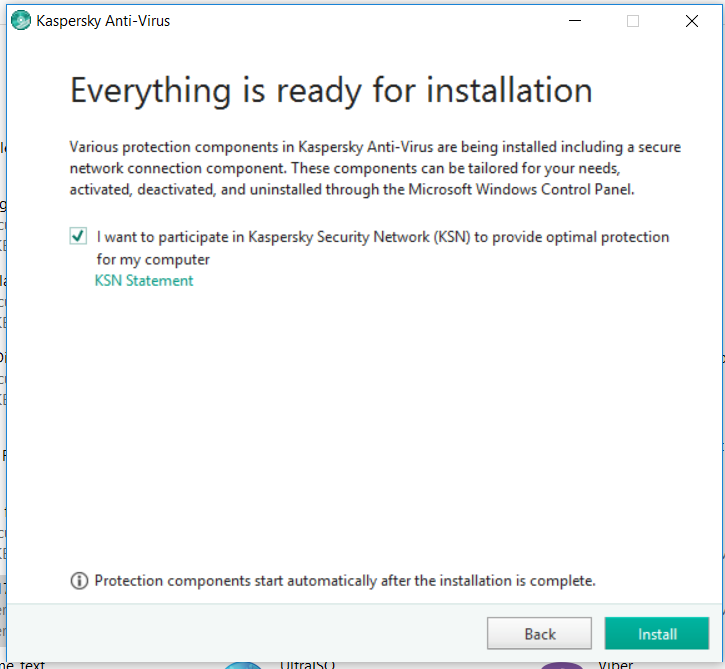 Kaspersky Anti-Virus
Everything is ready for installation
Various protection components in Kaspersky Anti-Virus are being installed including a secure
network connection component. These components can be tailored for your needs,
activated, deactivated, and uninstalled through the Microsoft Windows Control Panel.
I want to participate in Kaspersky Security Network (KSN) to provide optimal protection
for my computer
KSN Statement
Protection components start automatically after the installation is complete.
Back
Install
text
UltraISO
Viber